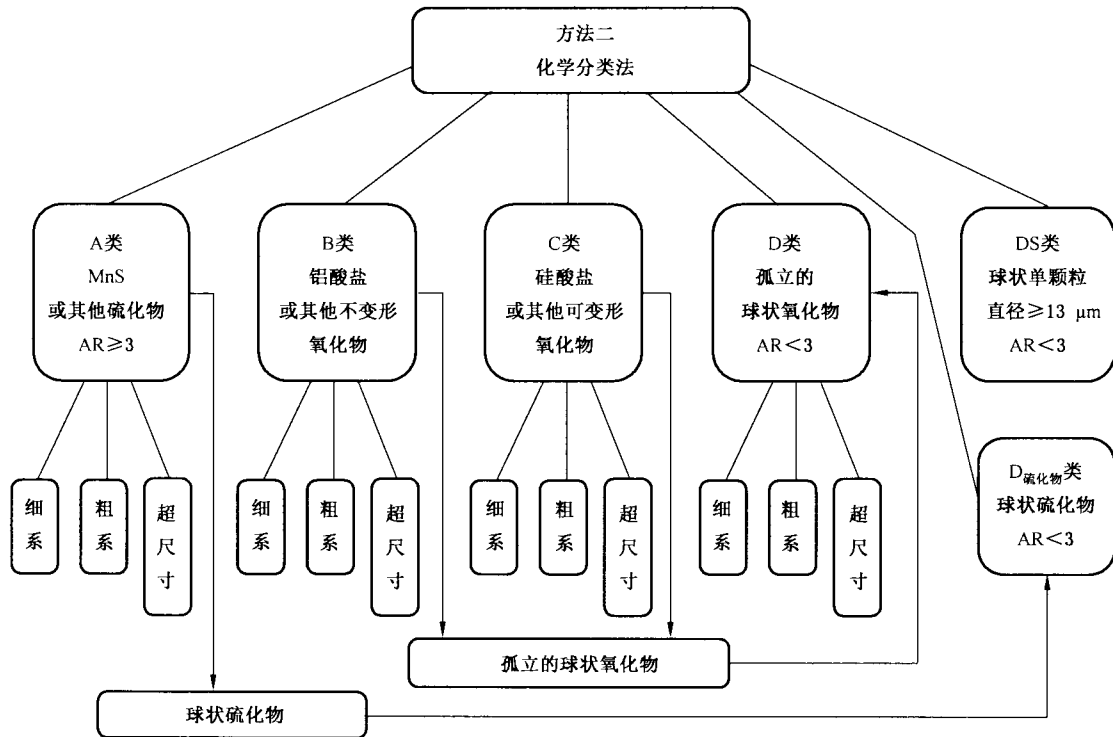 方法二
化学分类法
A类
MnS
或其他硫化物
AR≥3
B类
铝酸盐
或其他不变形
氧化物
C类
硅酸盐
或其他可变形
氧化物
D类
孤立的
球状氧化物
AR<3
DS类
球状单颗粒
直径≥13 μm
AR<3
细系
粗系
超尺寸
细系
粗系
超尺寸
细系
粗系
超尺寸
细系
粗系
超尺寸
D硫化物类
球状硫化物
AR<3
孤立的球状氧化物
球状硫化物